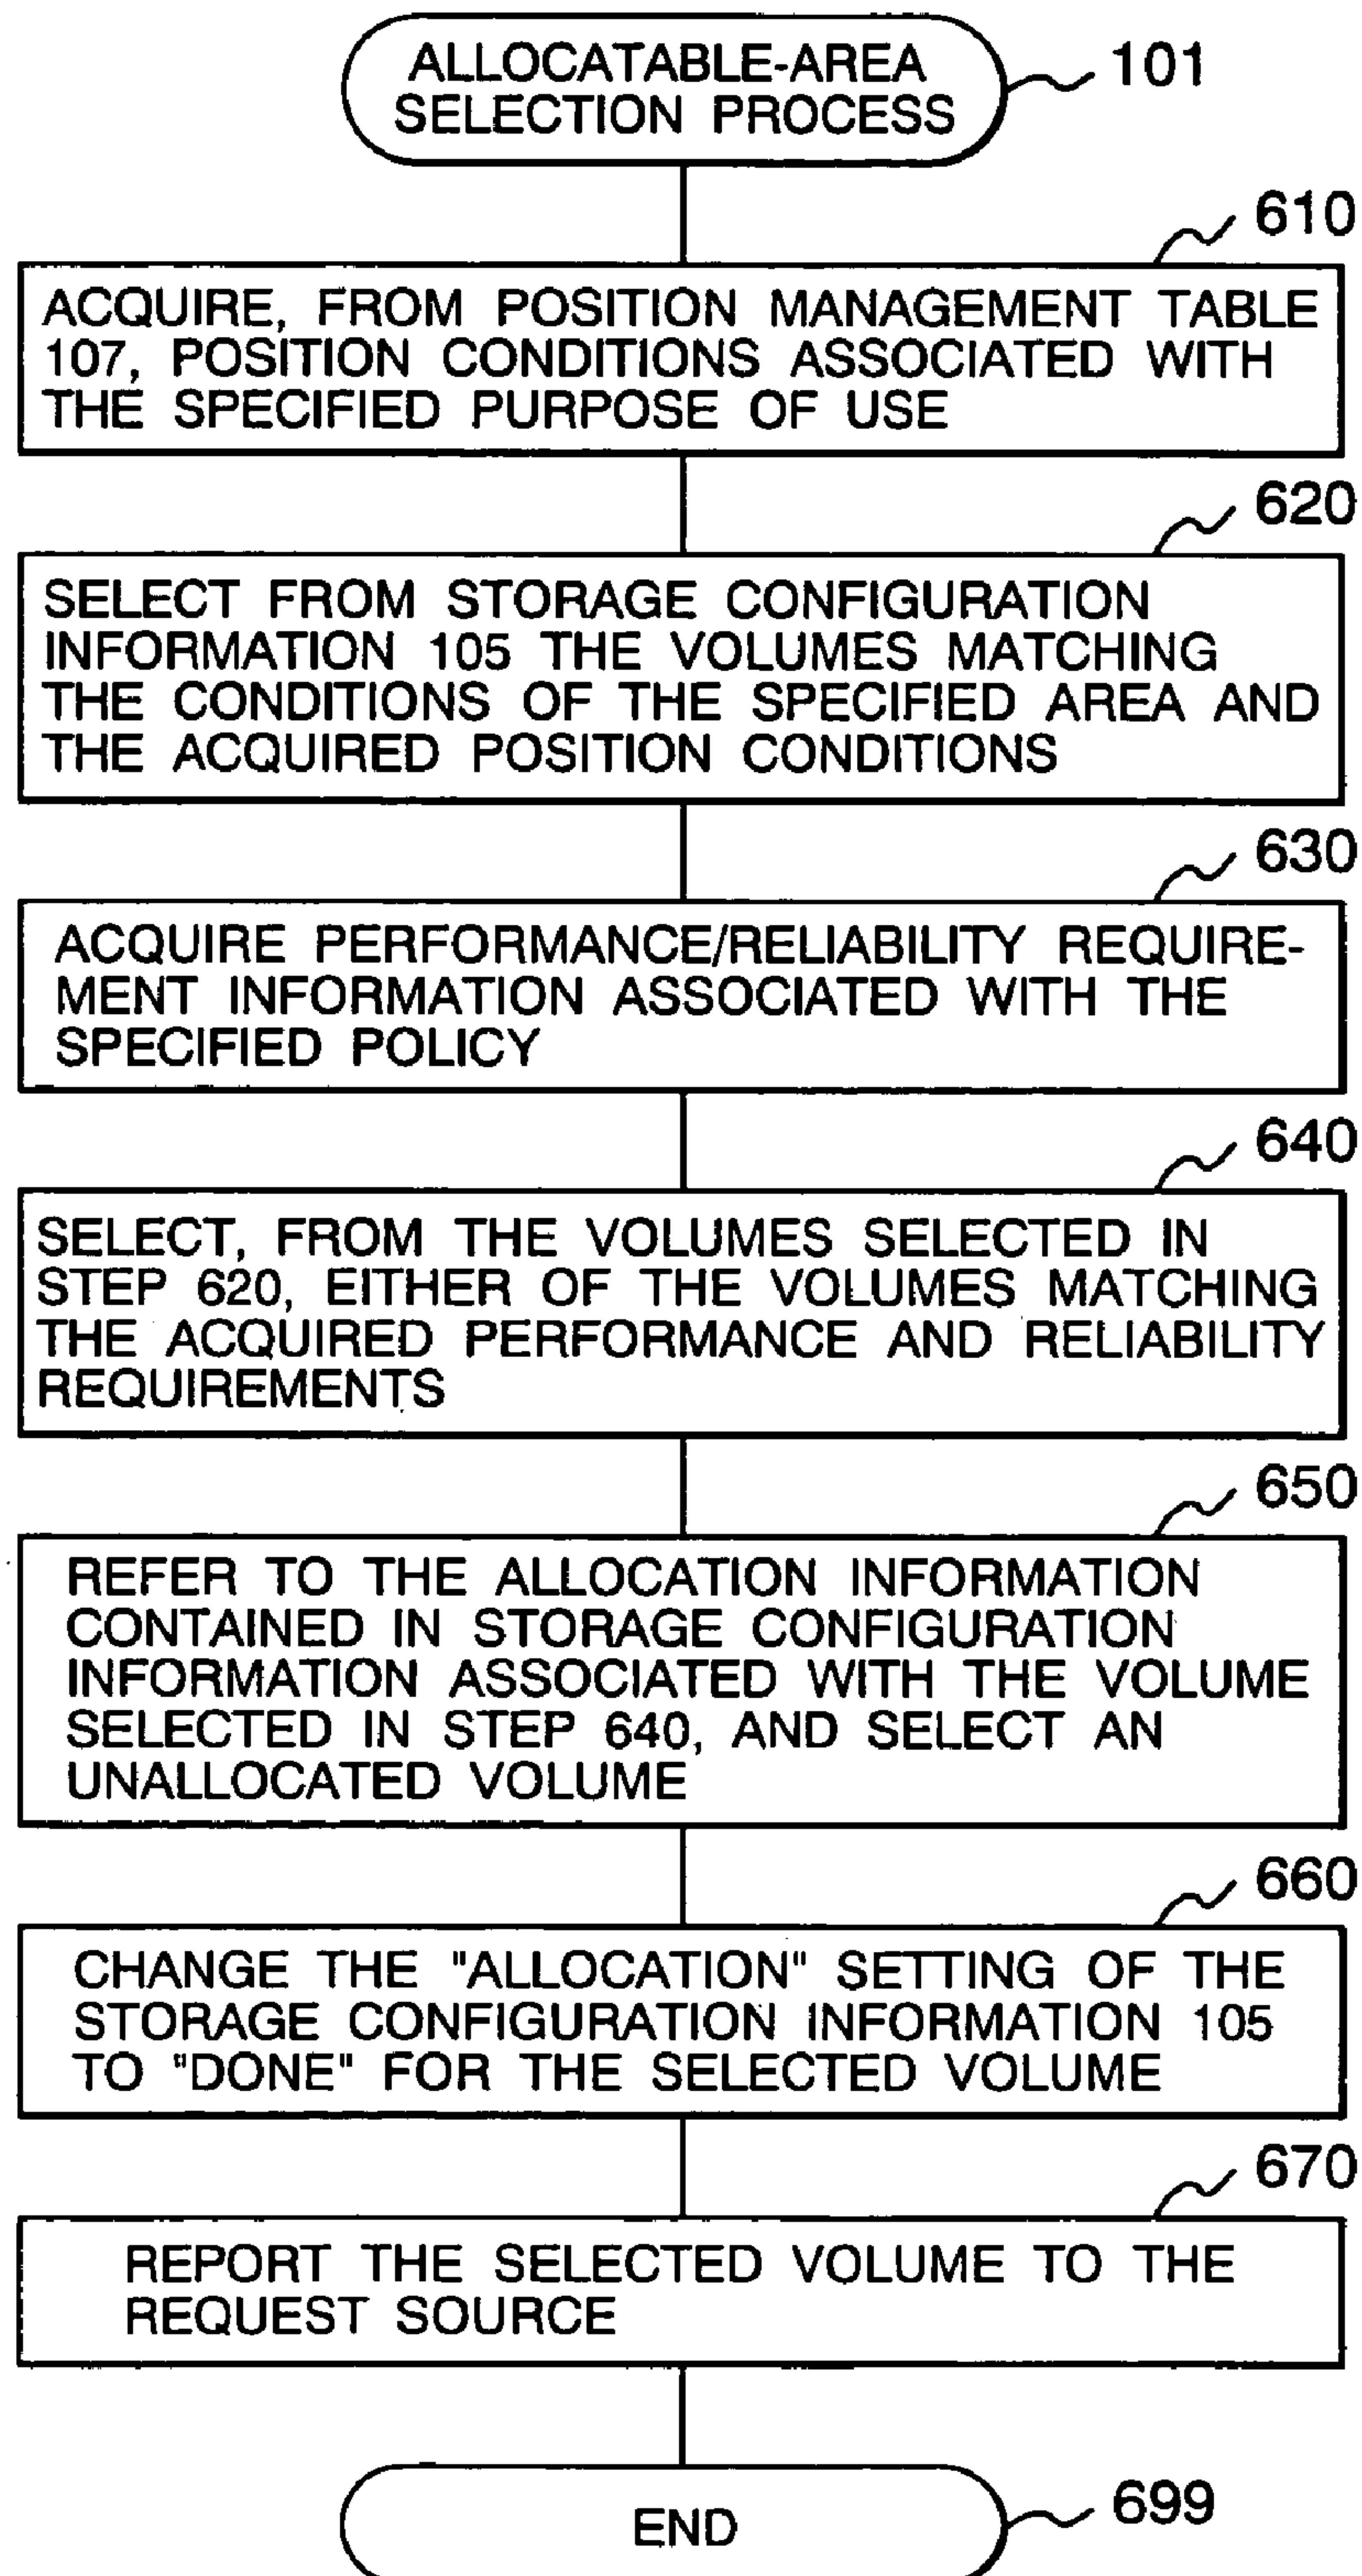 ALLOCATABLE-AREA
SELECTION PROCESS
101
610
ACQUIRE, FROM POSITION MANAGEMENT TABLE
107, POSITION CONDITIONS ASSOCIATED WITH
THE SPECIFIED PURPOSE OF USE
620
SELECT FROM STORAGE CONFIGURATION
INFORMATION 105 THE VOLUMES MATCHING
THE CONDITIONS OF THE SPECIFIED AREA AND
THE ACQUIRED POSITION CONDITIONS
630
ACQUIRE PERFORMANCE/RELIABILITY REQUIRE-
MENT INFORMATION ASSOCIATED WITH THE
SPECIFIED POLICY
640
SELECT, FROM THE VOLUMES SELECTED IN
STEP 620, EITHER OF THE VOLUMES MATCHING
THE ACQUIRED PERFORMANCE AND RELIABILITY
REQUIREMENTS
650
REFER TO THE ALLOCATION INFORMATION
CONTAINED IN STORAGE CONFIGURATION
INFORMATION ASSOCIATED WITH THE VOLUME
SELECTED IN STEP 640, AND SELECT AN
UNALLOCATED VOLUME
660
CHANGE THE "ALLOCATION" SETTING OF THE
STORAGE CONFIGURATION INFORMATION 105
TO "DONE" FOR THE SELECTED VOLUME
670
REPORT THE SELECTED VOLUME TO THE
REQUEST SOURCE
END
699